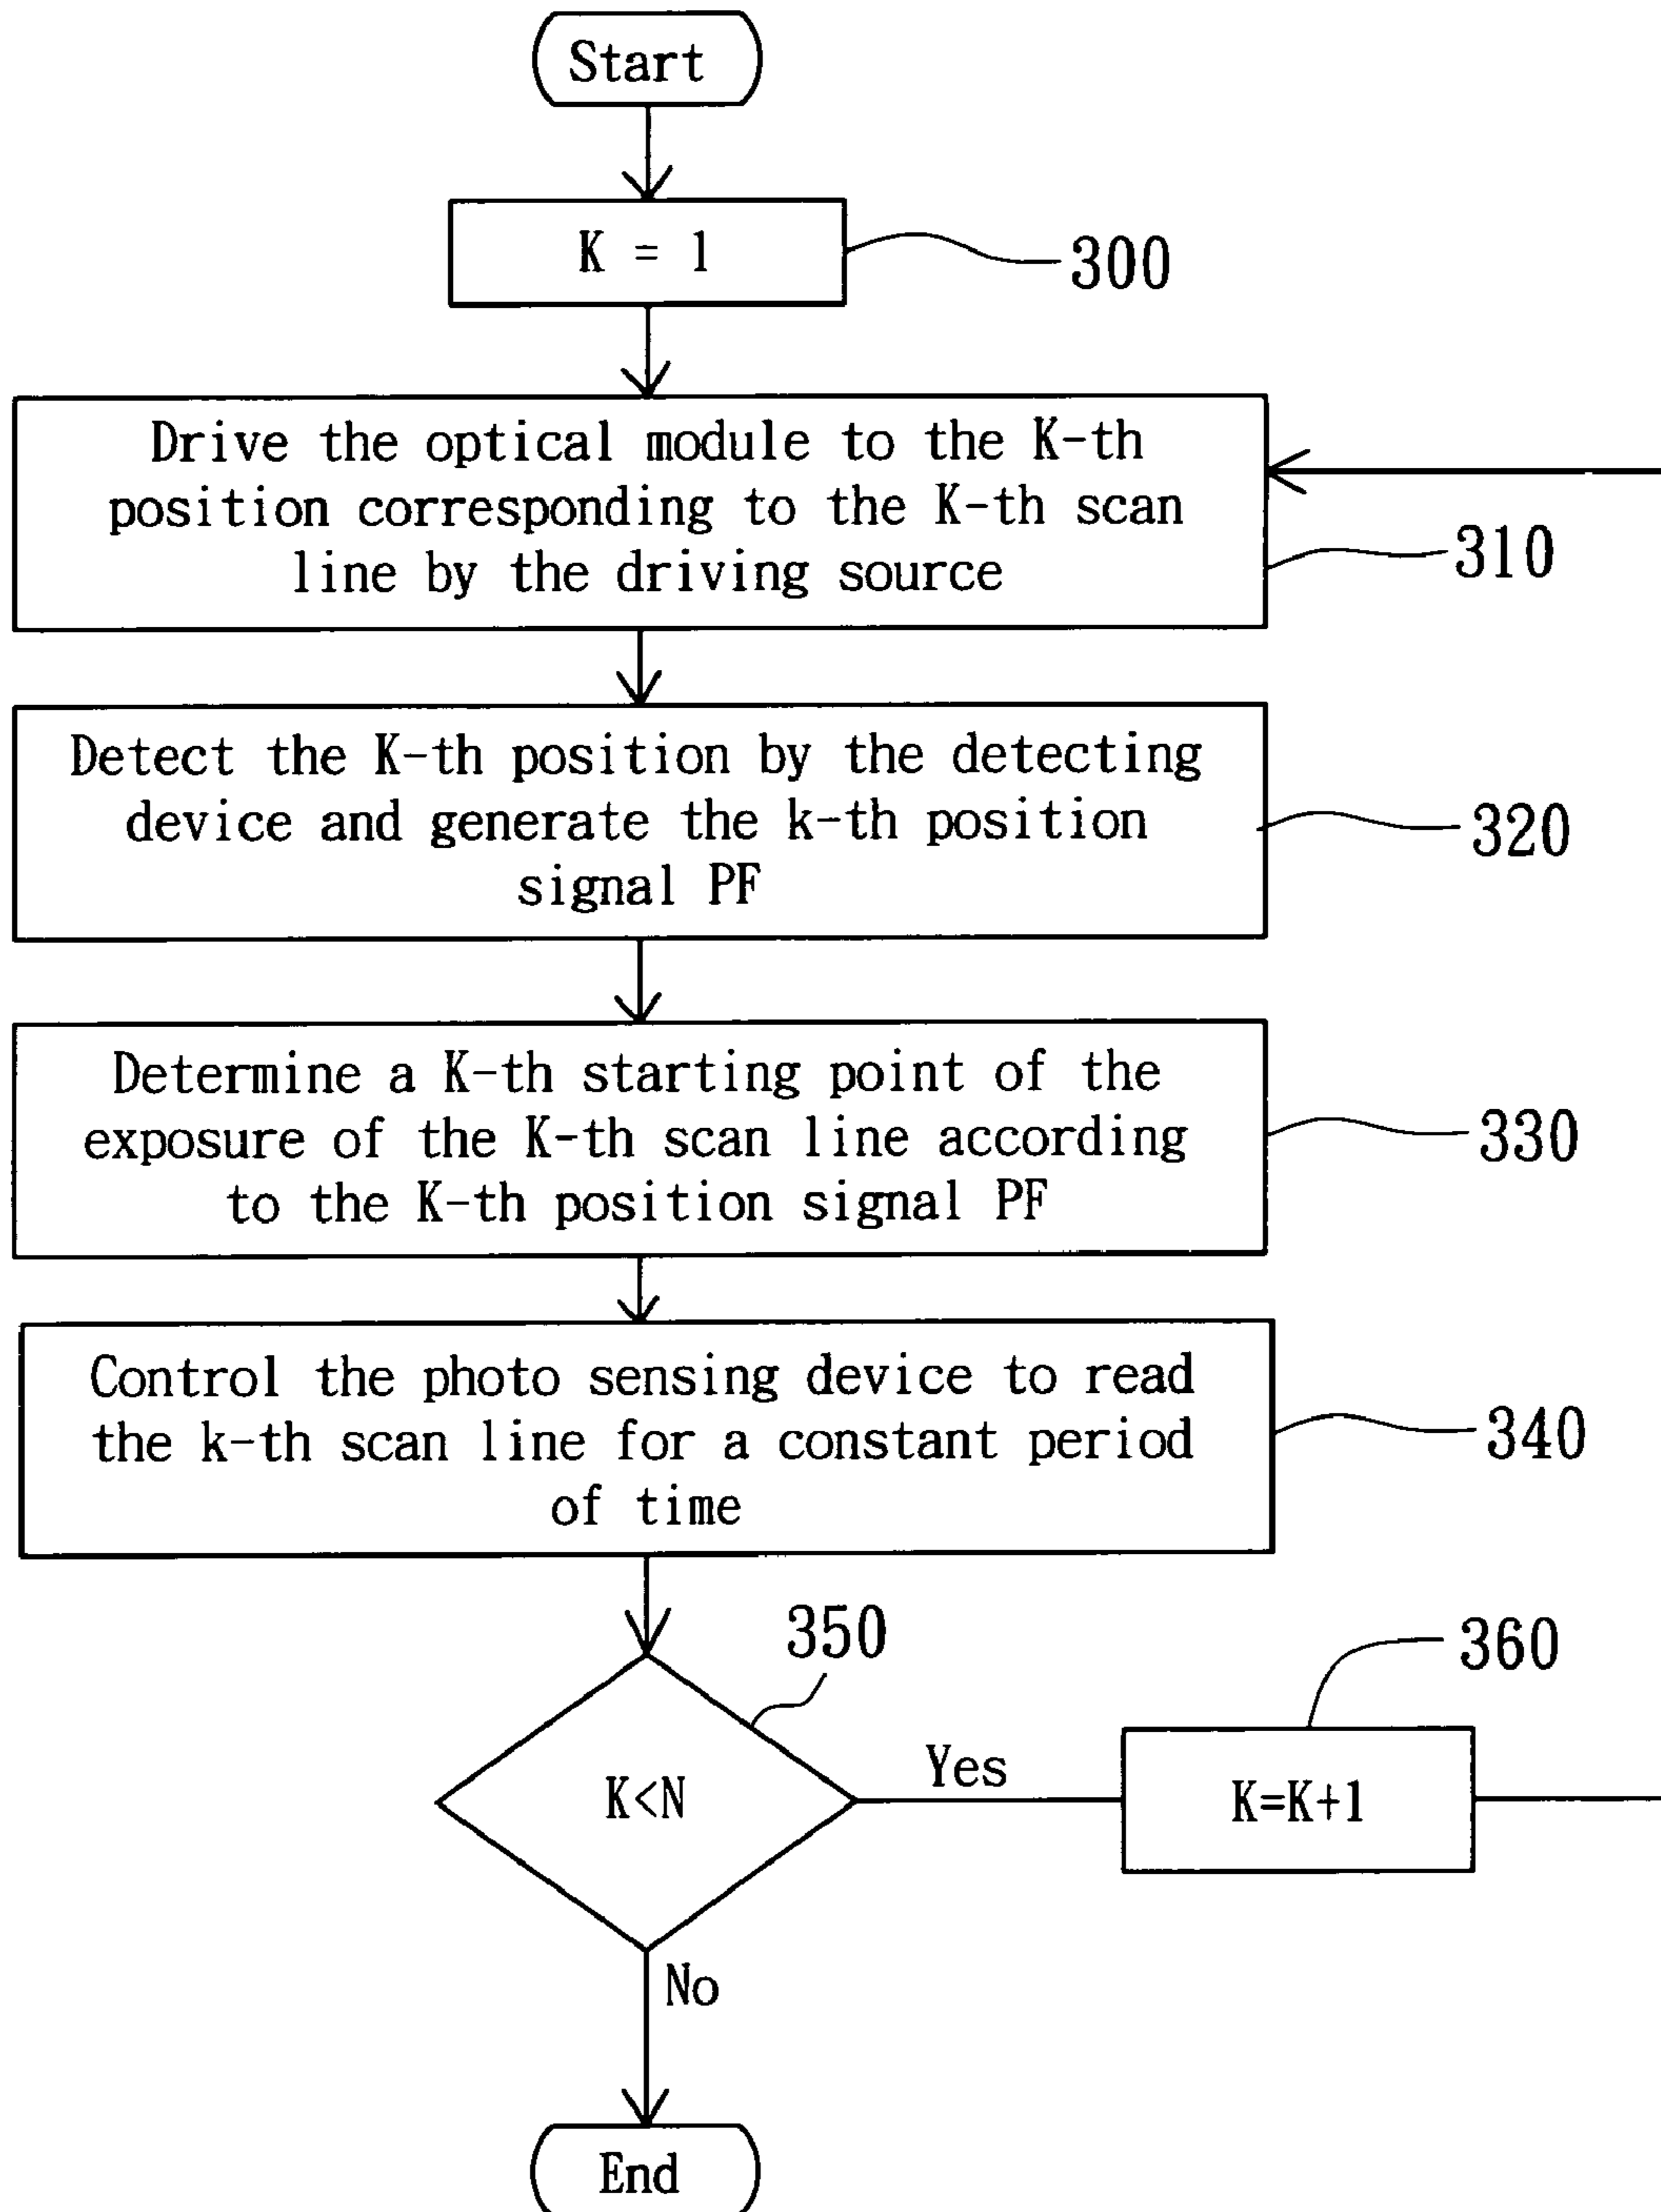 Start
K = 1
300
Drive the optical module to the K-th
position corresponding to the K-th scan
line by the driving source
310
Detect the K-th position by the detecting
device and generate the k-th position
signal PF
320
Determine a K-th starting point of the
exposure of the K-th scan line according
to the K-th position signal PF
330
Control the photo sensing device to read
the k-th scan line for a constant period
of time
340
350
360
K<N
Yes
K=K+1
No
End